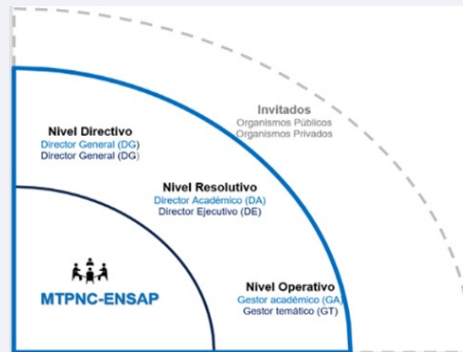 Invitados
Organismos Públicos
Organismos Privados
Nivel Directivo
Director General (DG)
Director General (DG)
Nivel Resolutivo
Director Académico (DA)
Director Ejecutivo (DE)
MTPNC-ENSAP
Nivel Operativo
Gestor académico (GA)
Gestor temático (GT)